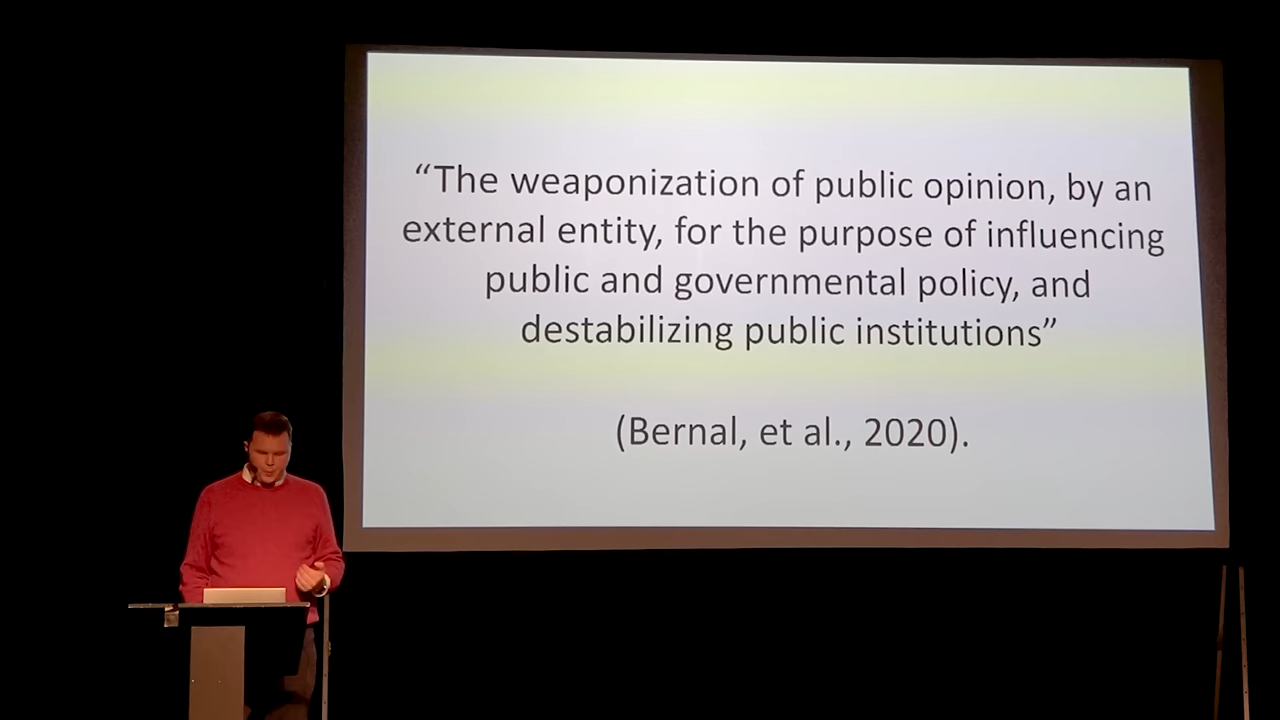 “The weaponization of public opinion, by an
external entity, for the purpose of influencing
public and governmental policy, and
destabilizing public institutions”
(Bernal, et al., 2020).